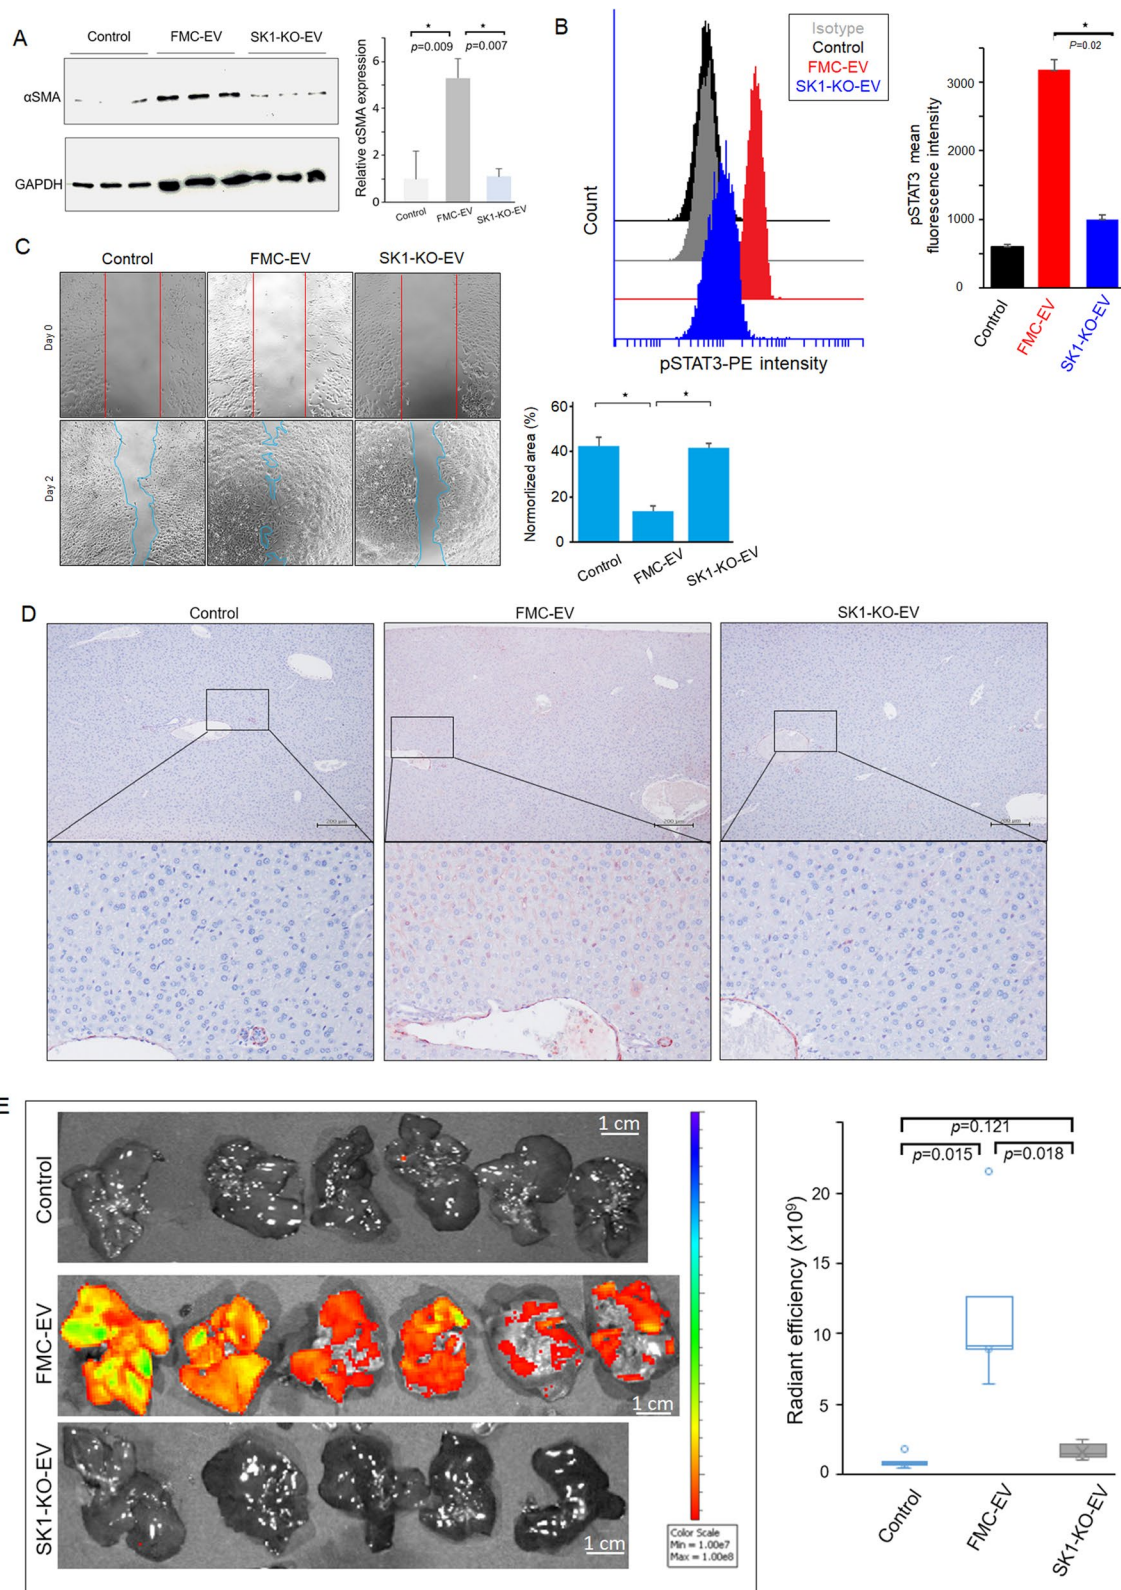 A
Control
FMC-EV
SK1-KO-EV
αSMA
GAPDH
Relative αSMA expression
*
*
p=0.009
p=0.007
6
4
2
0
Control
FMC-EV
SK1-KO-EV
B
Isotype
Control
FMC-EV
SK1-KO-EV
Count
pSTAT3-PE intensity
pSTAT3 mean
fluorescence intensity
*
P=0.02
3000
2000
1000
0
Control
FMC-EV
SK1-KO-EV
C
Control
FMC-EV
SK1-KO-EV
Day 0
Day 2
Normorlized area (%)
*
*
60
40
20
0
Control
FMC-EV
SK1-KO-EV
D
Control
FMC-EV
SK1-KO-EV
200 µm
200 µm
200 µm
E
Control
1 cm
FMC-EV
1 cm
SK1-KO-EV
1 cm
Color Scale
Min = 1.00e7
Max = 1.00e8
Radiant efficiency (x10⁹)
p=0.121
p=0.015
p=0.018
20
15
10
5
0
Control
FMC-EV
SK1-KO-EV